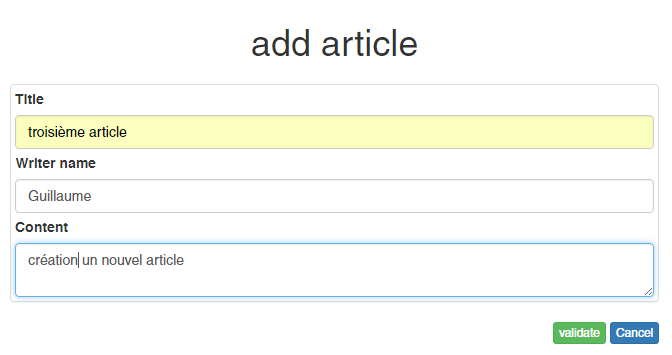 add article
Title
troisième article
Writer name
Guillaume
Content
création un nouvel article
validate Cancel